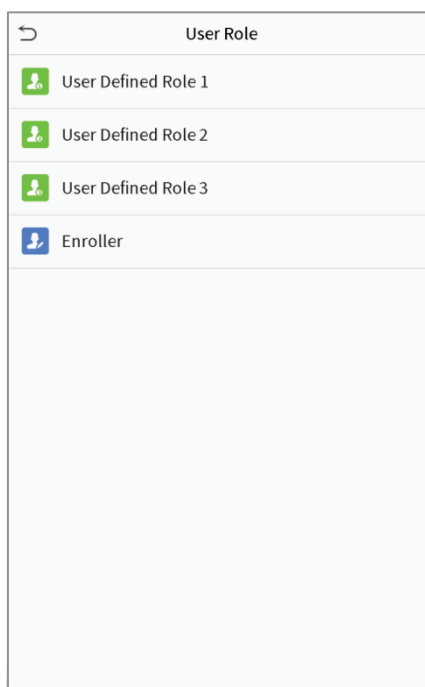 User Role
User Defined Role 1
User Defined Role 2
User Defined Role 3
Enroller